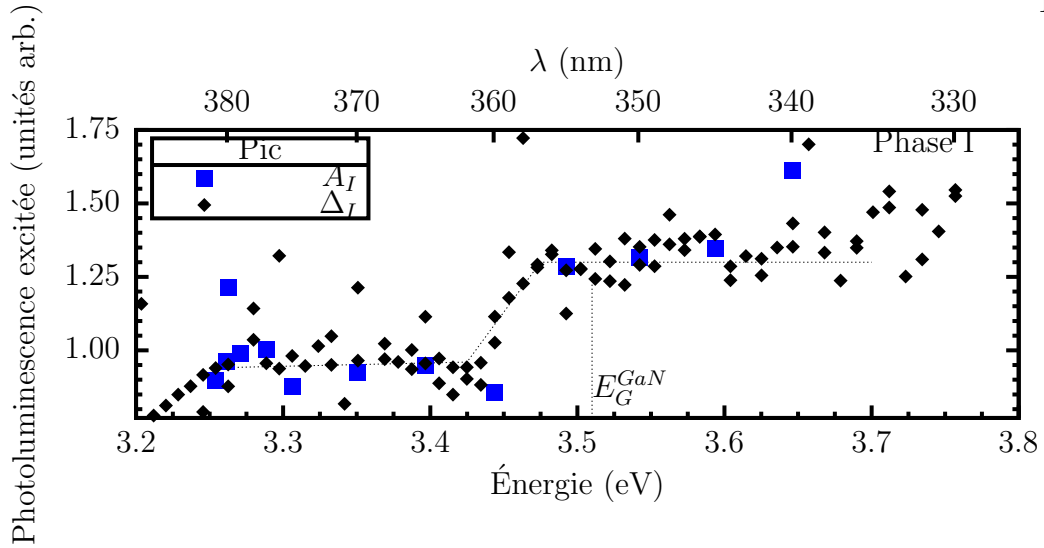 λ (nm)
380 370 360 350 340 330
Photoluminescence excitée (unités arb.)
1.75
1.50
1.25
1.00
Pic
A_I
Δ_I
Phase I
E_G^{GaN}
3.2 3.3 3.4 3.5 3.6 3.7 3.8
Énergie (eV)